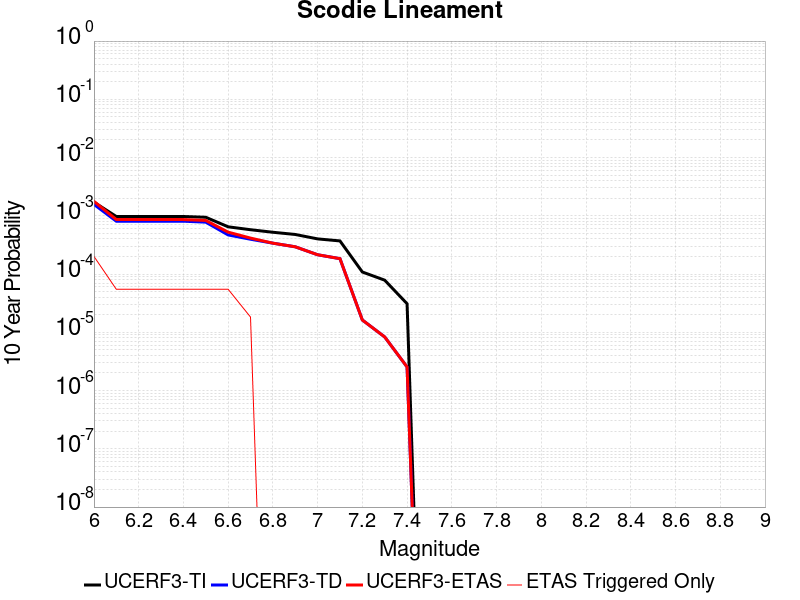 Scodie Lineament
10 Year Probability
10^0
10^-1
10^-2
10^-3
10^-4
10^-5
10^-6
10^-7
10^-8
6 6.2 6.4 6.6 6.8 7 7.2 7.4 7.6 7.8 8 8.2 8.4 8.6 8.8 9
Magnitude
UCERF3-TI UCERF3-TD UCERF3-ETAS ETAS Triggered Only